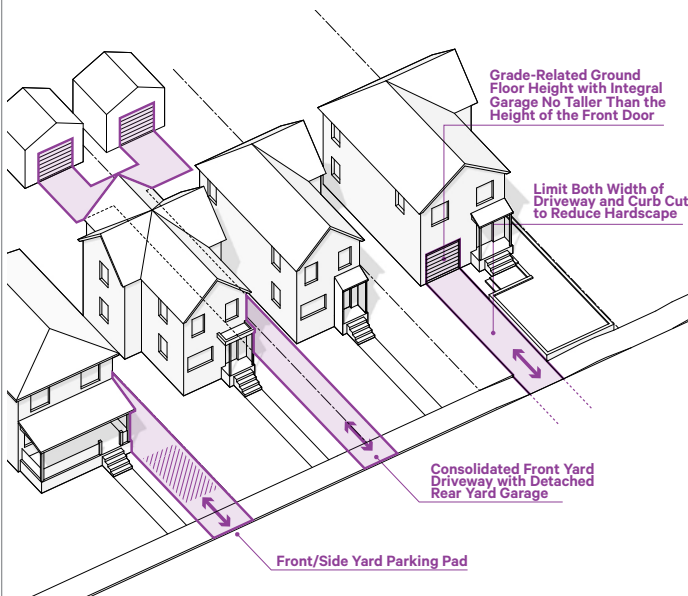 Grade-Related Ground
Floor Height with Integral
Garage No Taller Than the
Height of the Front Door
Limit Both Width of
Driveway and Curb Cut
to Reduce Hardscape
Consolidated Front Yard
Driveway with Detached
Rear Yard Garage
Front/Side Yard Parking Pad